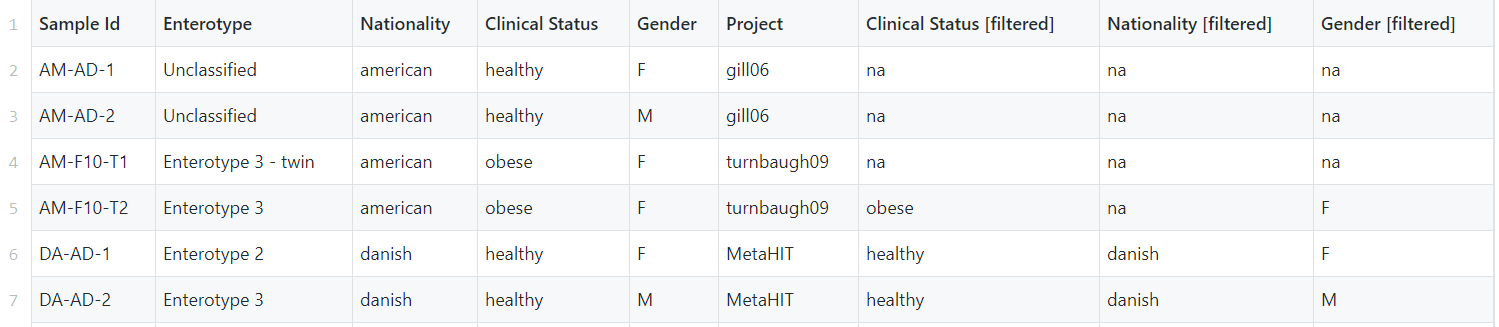 1 Sample Id Enterotype Nationality Clinical Status Gender Project Clinical Status [filtered] Nationality [filtered] Gender [filtered]
2 AM-AD-1 Unclassified american healthy F gill06 na na na
3 AM-AD-2 Unclassified american healthy M gill06 na na na
4 AM-F10-T1 Enterotype 3 - twin american obese F turnbaugh09 na na na
5 AM-F10-T2 Enterotype 3 american obese F turnbaugh09 obese na F
6 DA-AD-1 Enterotype 2 danish healthy F MetaHIT healthy danish F
7 DA-AD-2 Enterotype 3 danish healthy M MetaHIT healthy danish M